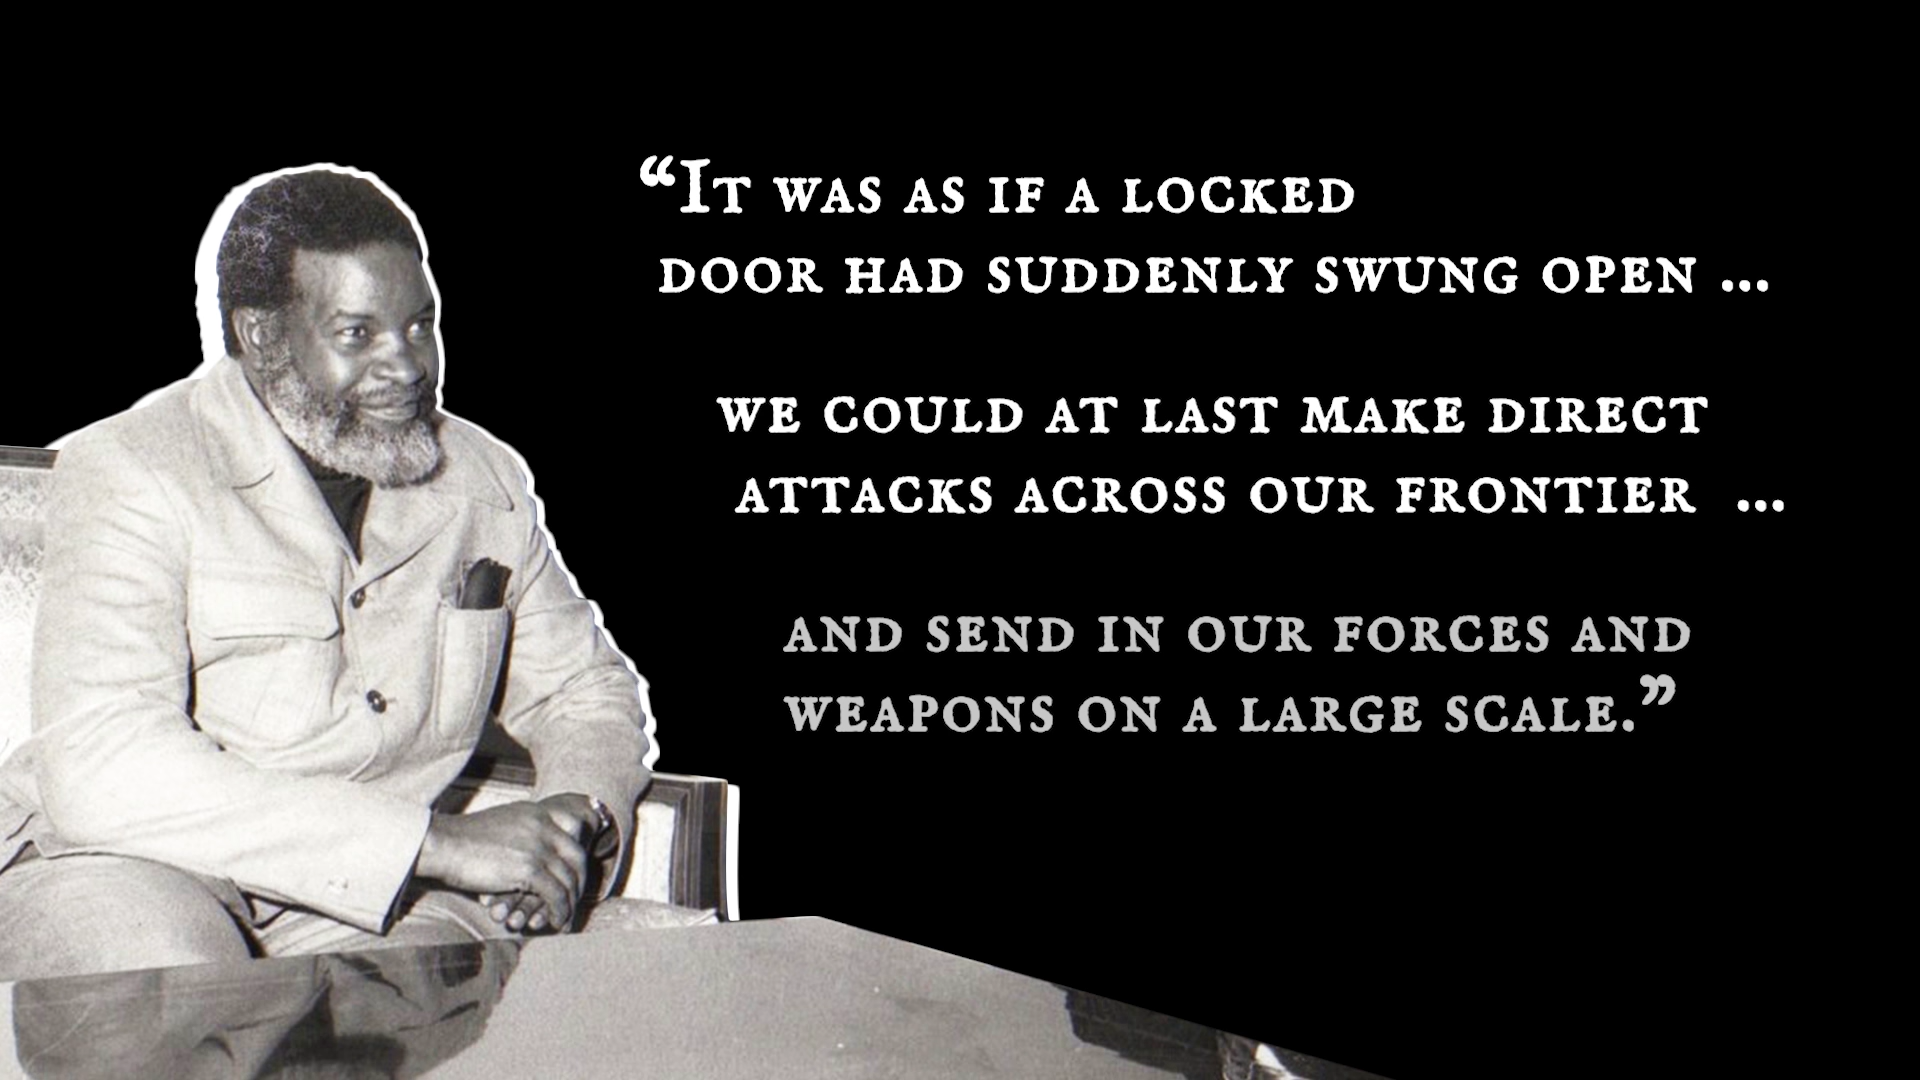 “It was as if a locked
door had suddenly swung open ...
we could at last make direct
attacks across our frontier ...
and send in our forces and
weapons on a large scale.”